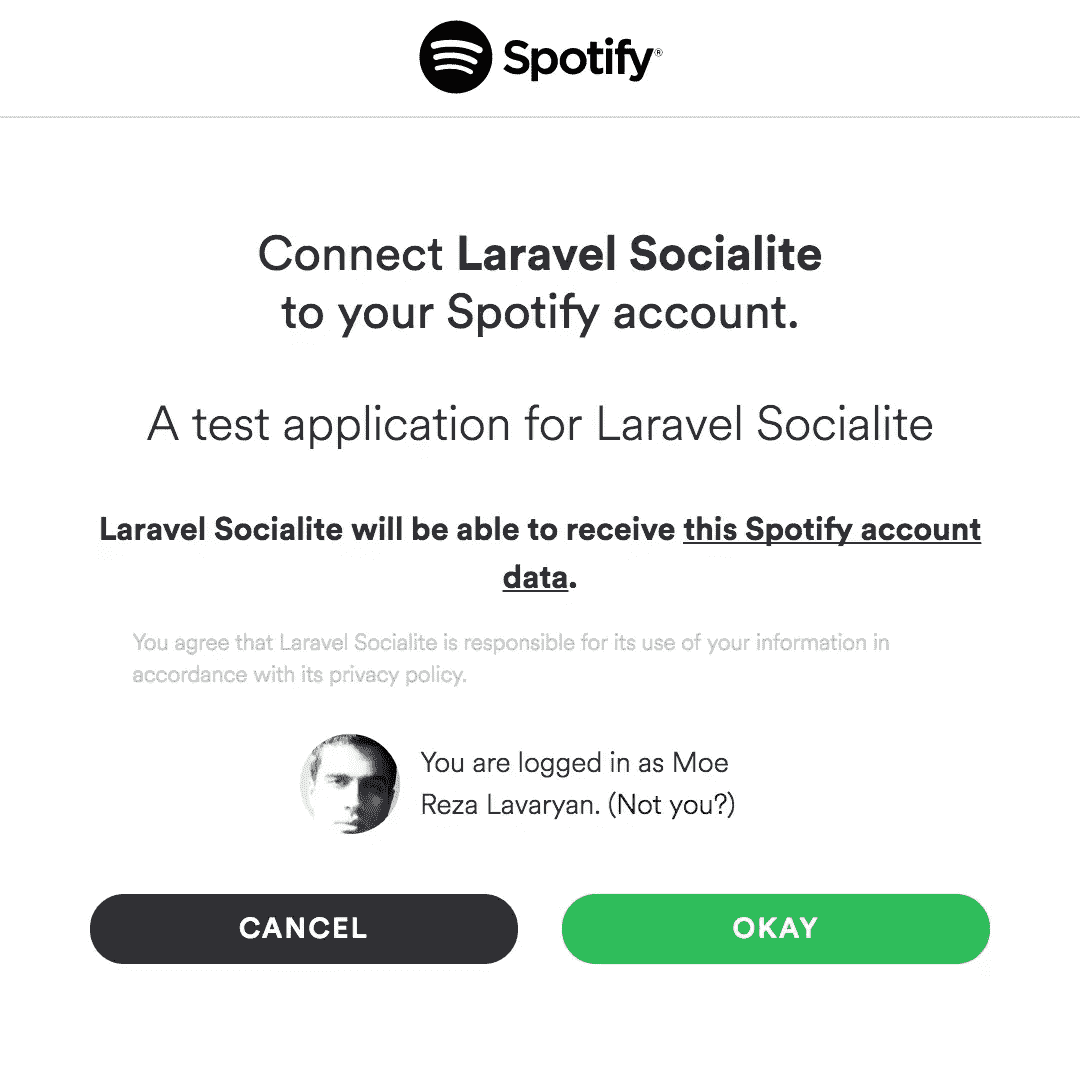 Spotify®
Connect Laravel Socialite
to your Spotify account.
A test application for Laravel Socialite
Laravel Socialite will be able to receive this Spotify account
data.
You agree that Laravel Socialite is responsible for its use of your information in
accordance with its privacy policy.
You are logged in as Moe
Reza Lavaryan. (Not you?)
CANCEL
OKAY